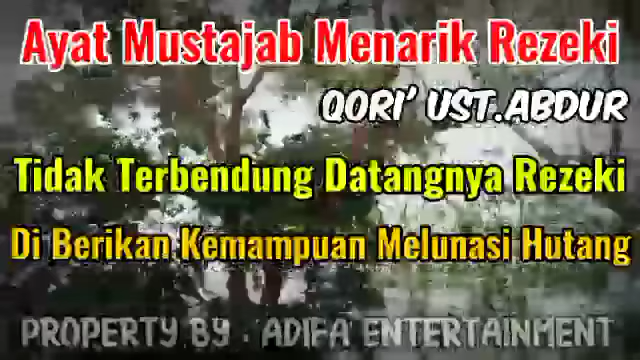 Ayat Mustajab Menarik Rezeki
QORI' UST.ABDUR
Tidak Terbendung Datangnya Rezeki
Di Berikan Kemampuan Melunasi Hutang
PROPERTY BY : ADIFA ENTERTAINMENT